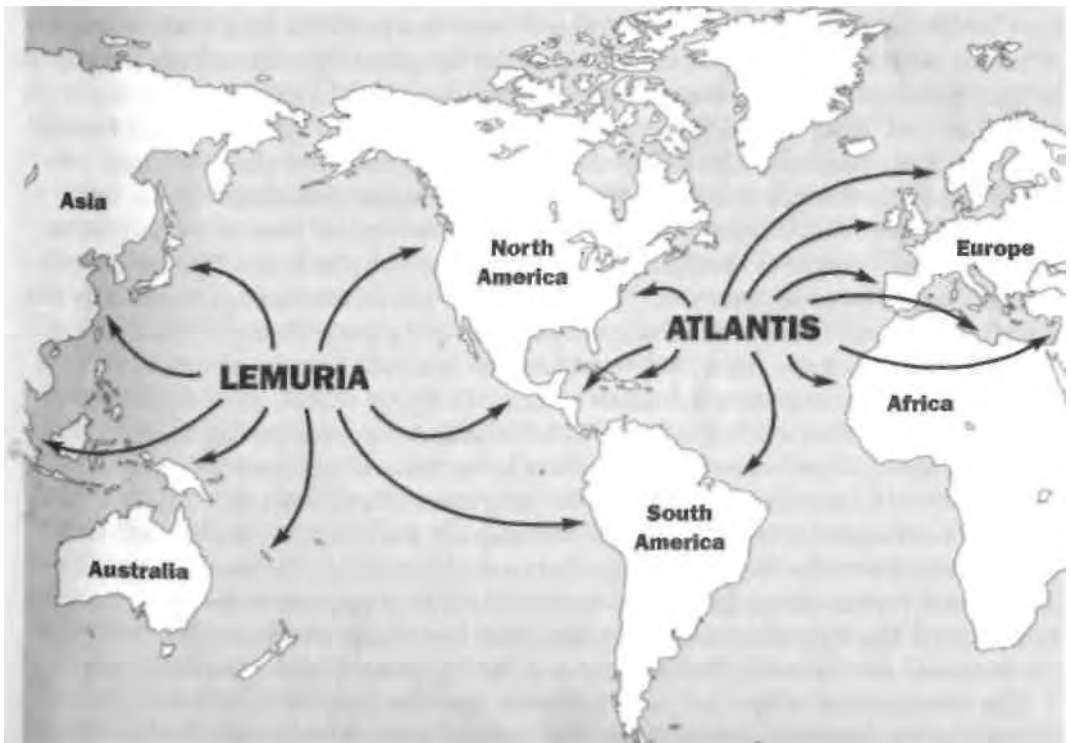 Asia
North
America
Europe
ATLANTIS
LEMURIA
Africa
South
America
Australia